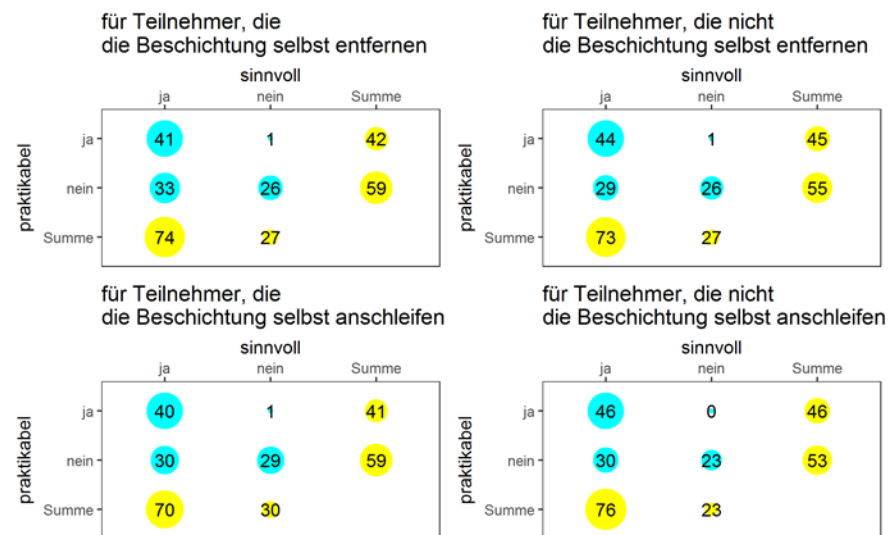 für Teilnehmer, die
die Beschichtung selbst entfernen
sinnvoll
ja nein Summe
praktikabel
ja 41 1 42
nein 33 26 59
Summe 74 27
für Teilnehmer, die nicht
die Beschichtung selbst entfernen
sinnvoll
ja nein Summe
praktikabel
ja 44 1 45
nein 29 26 55
Summe 73 27
für Teilnehmer, die
die Beschichtung selbst anschleifen
sinnvoll
ja nein Summe
praktikabel
ja 40 1 41
nein 30 29 59
Summe 70 30
für Teilnehmer, die nicht
die Beschichtung selbst anschleifen
sinnvoll
ja nein Summe
praktikabel
ja 46 0 46
nein 30 23 53
Summe 76 23